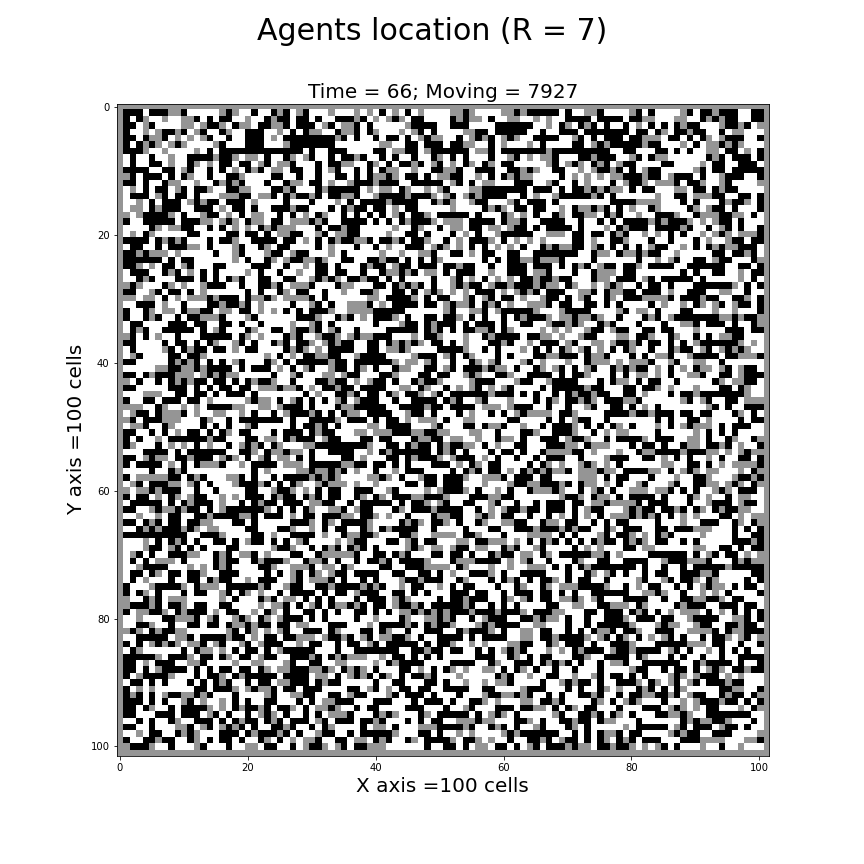 Agents location (R = 7)
Time = 66; Moving = 7927
0
20
40
60
80
100
Y axis =100 cells
0 20 40 60 80 100
X axis =100 cells